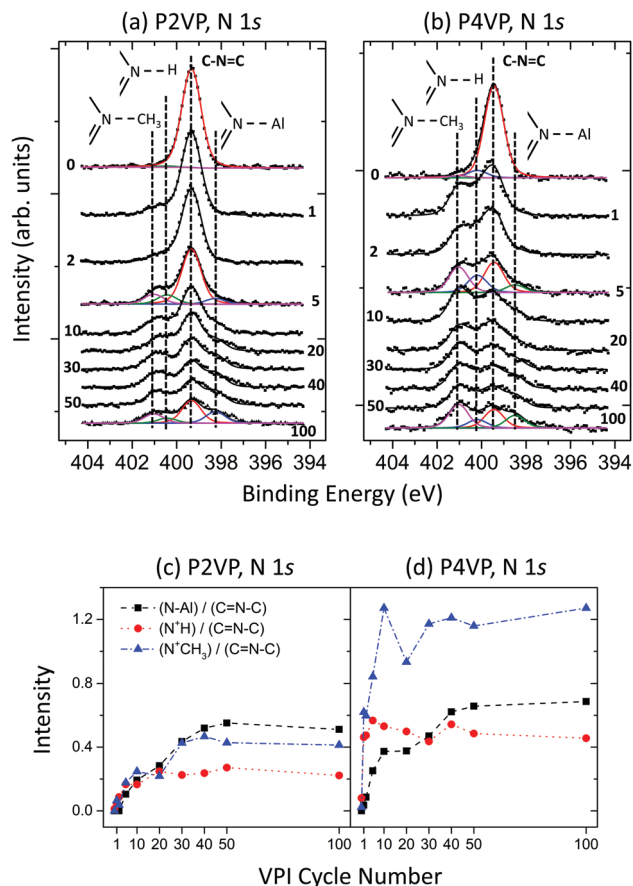 (a) P2VP, N 1s
(b) P4VP, N 1s
C-N=C
N -- H
N -- CH3
N -- Al
0
1
2
5
10
20
30
40
50
100
404 402 400 398 396 394
C-N=C
N -- H
N -- CH3
N -- Al
0
1
2
5
10
20
30
40
50
100
404 402 400 398 396 394
Intensity (arb. units)
Binding Energy (eV)
(c) P2VP, N 1s
(d) P4VP, N 1s
(N-Al) / (C=N-C)
(N⁺H) / (C=N-C)
(N⁺CH₃) / (C=N-C)
1.2
0.8
0.4
0.0
Intensity
1 10 20 30 40 50 100
1 10 20 30 40 50 100
VPI Cycle Number